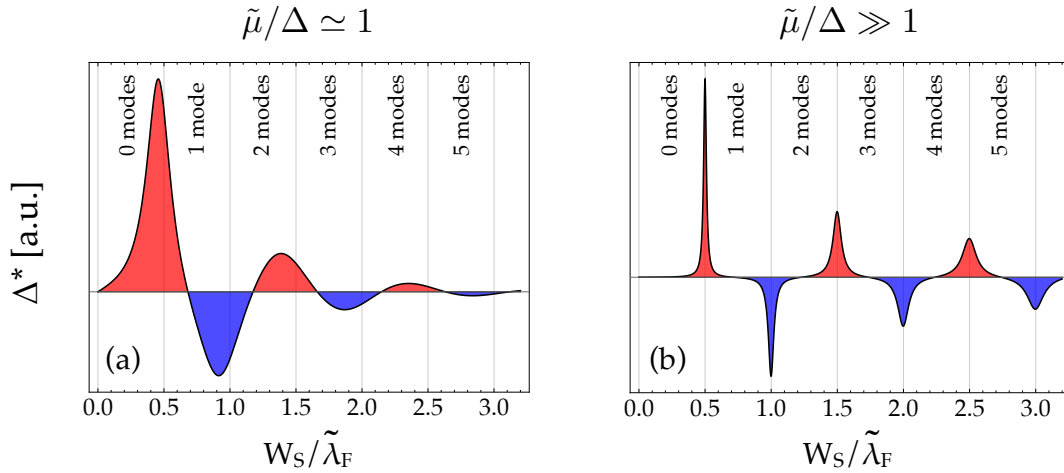 μ̃/Δ ≃ 1
μ̃/Δ ≫ 1
0 modes
1 mode
2 modes
3 modes
4 modes
5 modes
0 modes
1 mode
2 modes
3 modes
4 modes
5 modes
Δ* [a.u.]
(a)
(b)
0.0 0.5 1.0 1.5 2.0 2.5 3.0
0.0 0.5 1.0 1.5 2.0 2.5 3.0
W_S/λ̃_F
W_S/λ̃_F